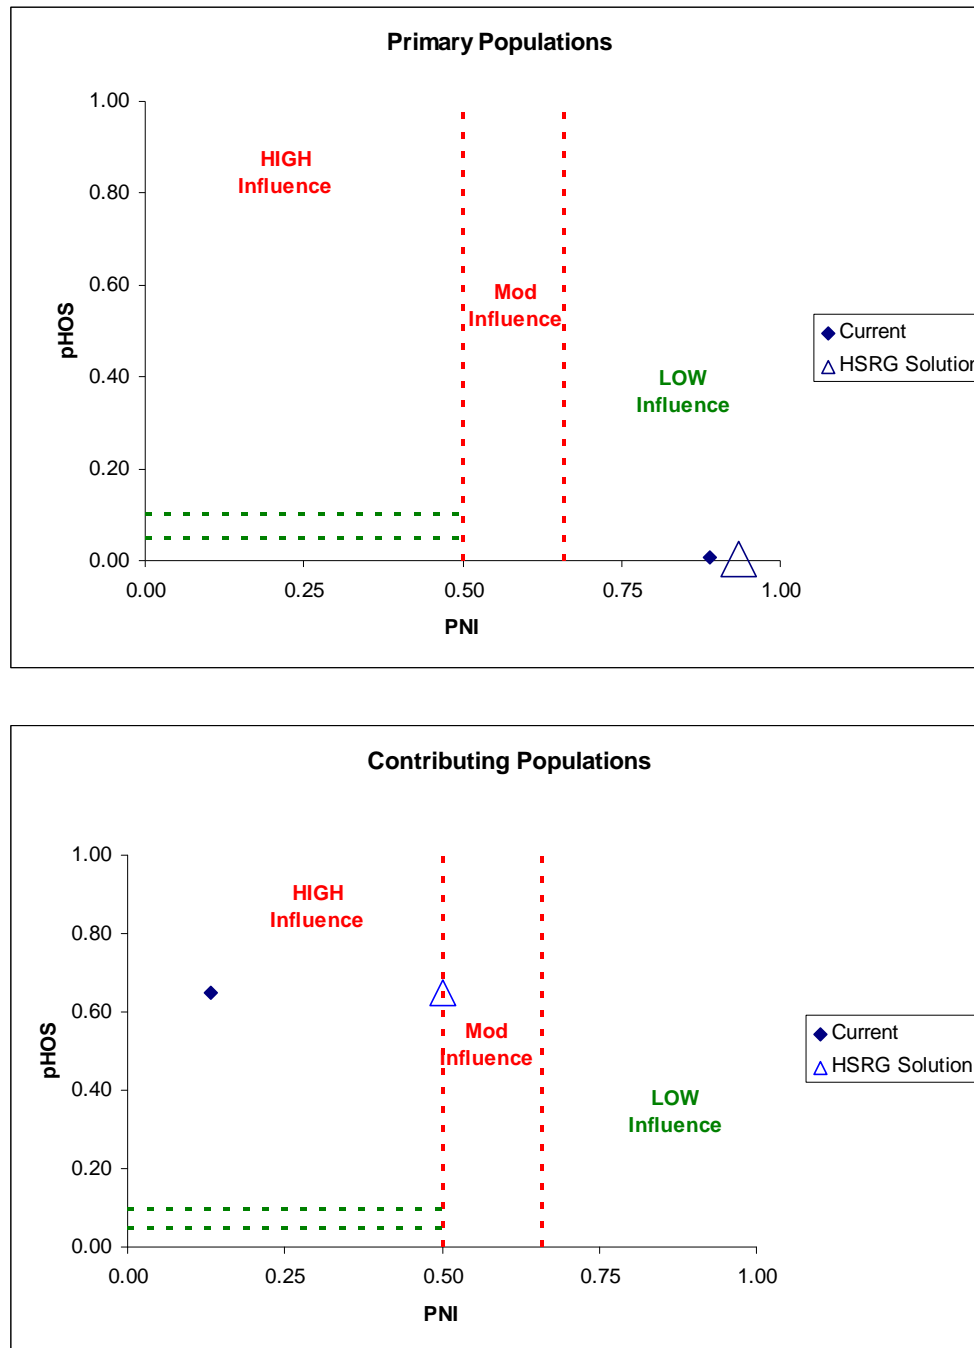 Primary Populations
1.00
HIGH
Influence
0.80
0.60
Mod
Influence
pHOS
Current
HSRG Solution
0.40
LOW
Influence
0.20
0.00
0.00 0.25 0.50 0.75 1.00
PNI
Contributing Populations
1.00
HIGH
Influence
0.80
0.60
Mod
Influence
pHOS
Current
HSRG Solution
0.40
LOW
Influence
0.20
0.00
0.00 0.25 0.50 0.75 1.00
PNI